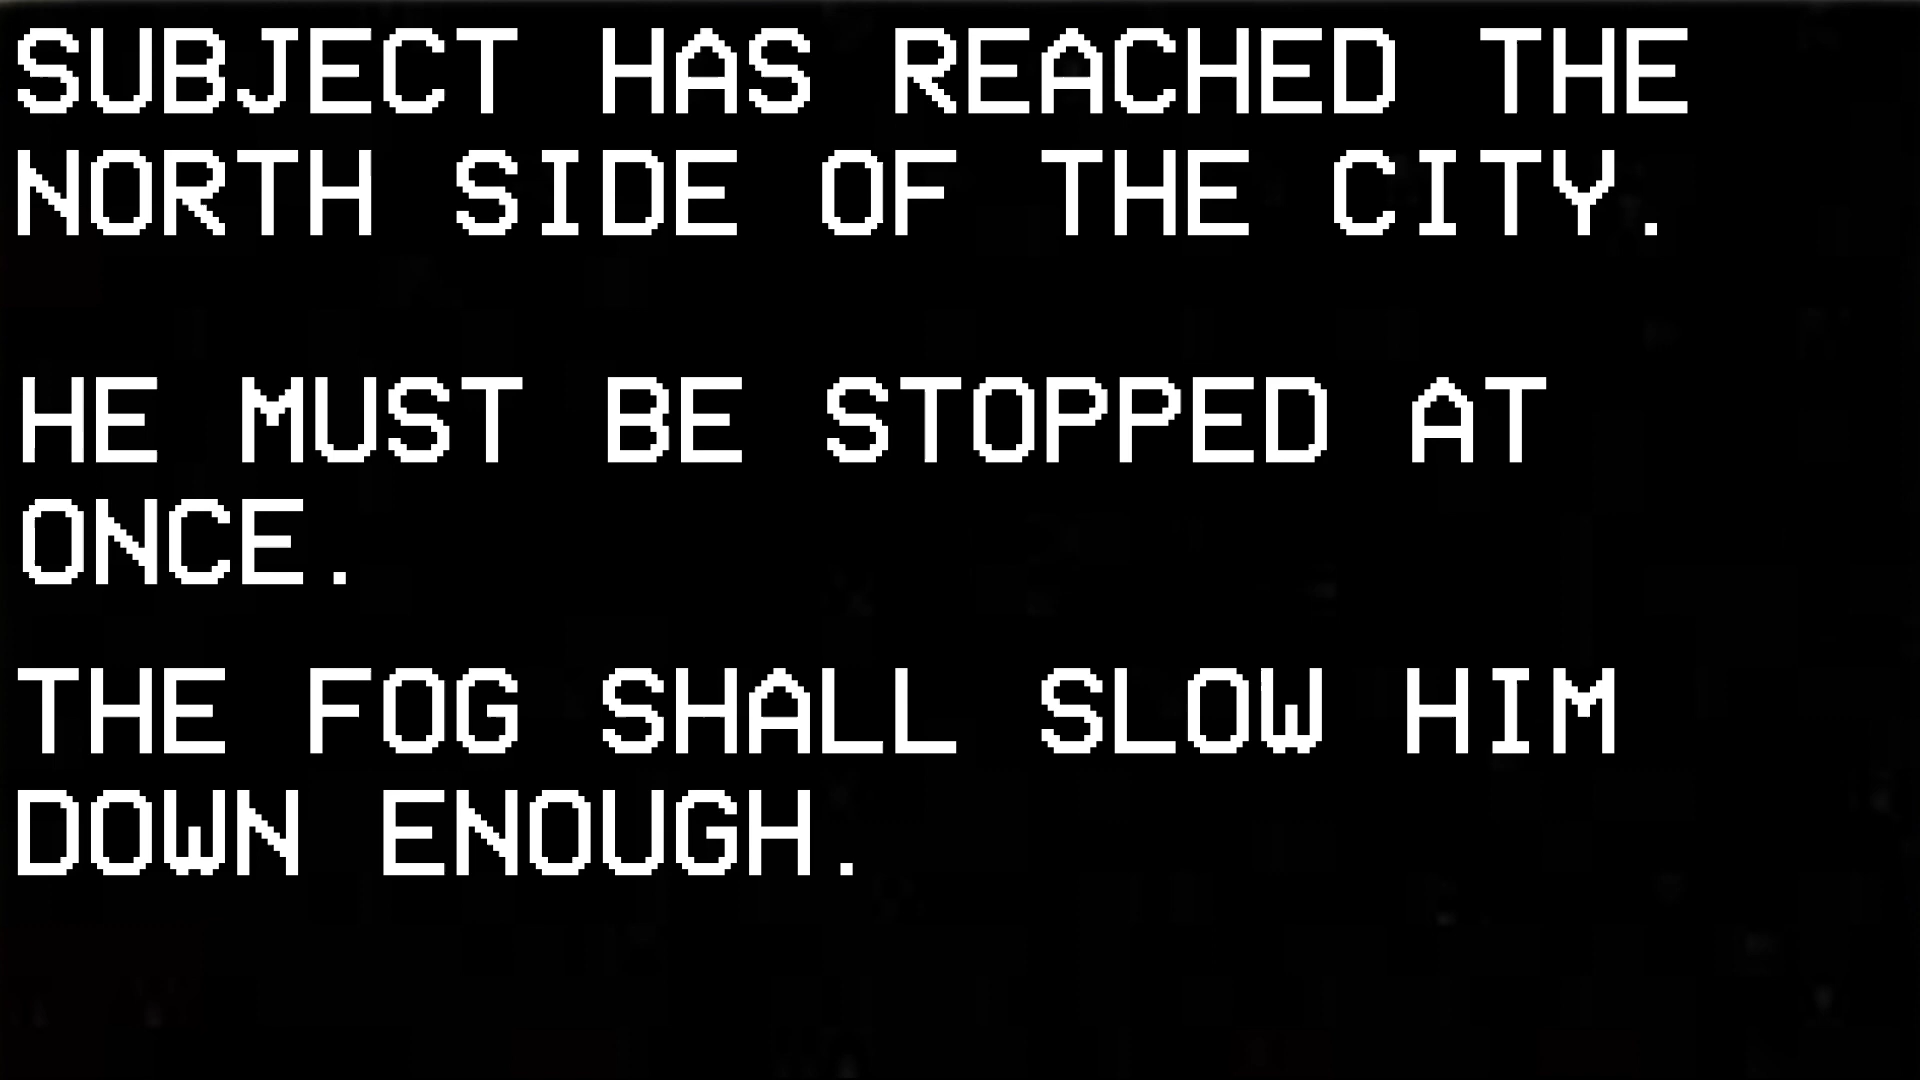 SUBJECT HAS REACHED THE
NORTH SIDE OF THE CITY.
HE MUST BE STOPPED AT
ONCE.
THE FOG SHALL SLOW HIM
DOWN ENOUGH.